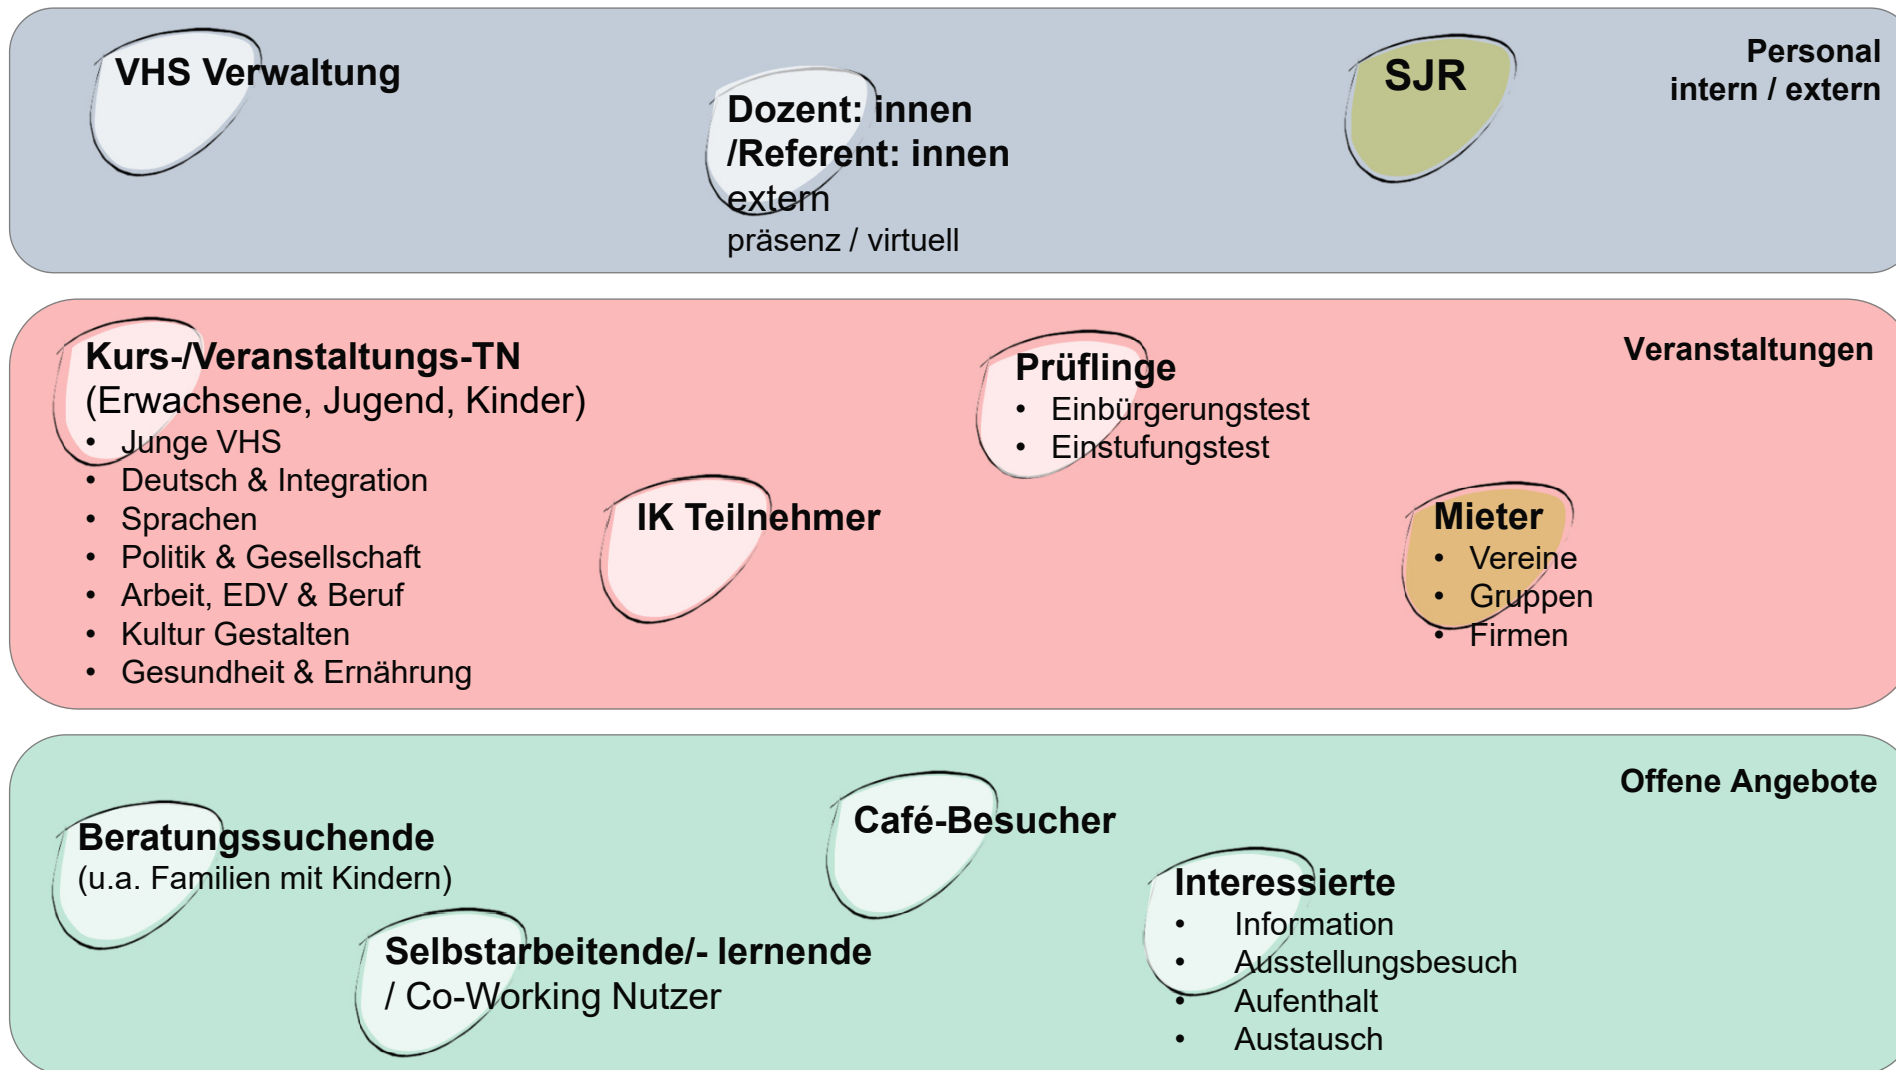 VHS Verwaltung
Dozent: innen
/Referent: innen
extern
präsenz / virtuell
SJR
Personal
intern / extern
Kurs-/Veranstaltungs-TN
(Erwachsene, Jugend, Kinder)
• Junge VHS
• Deutsch & Integration
• Sprachen
• Politik & Gesellschaft
• Arbeit, EDV & Beruf
• Kultur Gestalten
• Gesundheit & Ernährung
IK Teilnehmer
Prüflinge
• Einbürgerungstest
• Einstufungstest
Mieter
• Vereine
• Gruppen
• Firmen
Veranstaltungen
Beratungssuchende
(u.a. Familien mit Kindern)
Selbstarbeitende/- lernende
/ Co-Working Nutzer
Café-Besucher
Interessierte
• Information
• Ausstellungsbesuch
• Aufenthalt
• Austausch
Offene Angebote